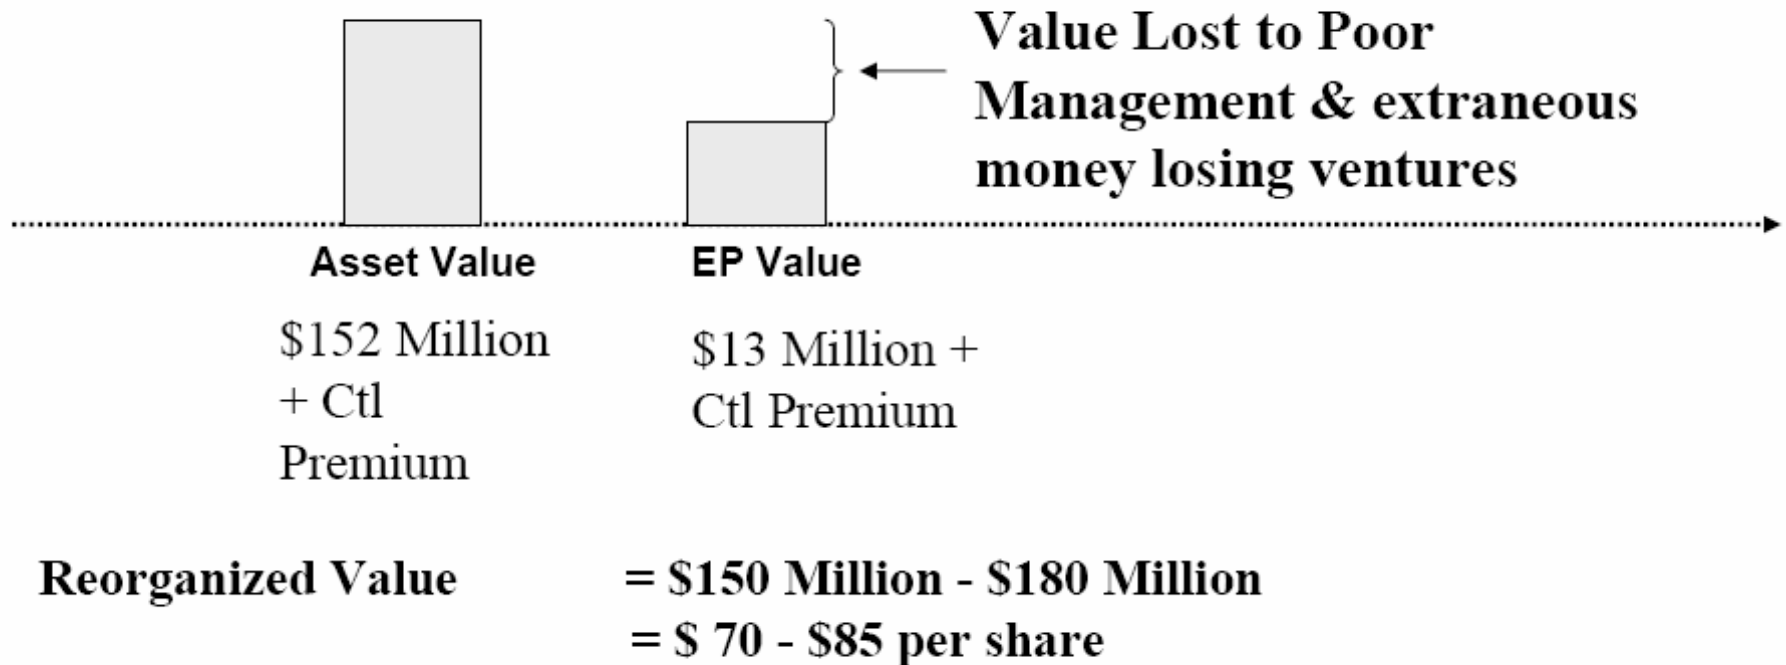 Value Lost to Poor
Management & extraneous
money losing ventures
Asset Value
EP Value
$152 Million
+ Ctl
Premium
$13 Million +
Ctl Premium
Reorganized Value = $150 Million - $180 Million
= $ 70 - $85 per share